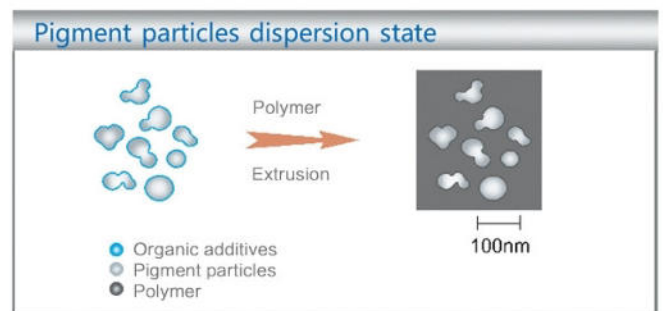 Pigment particles dispersion state
Polymer
Extrusion
100nm
Organic additives
Pigment particles
Polymer